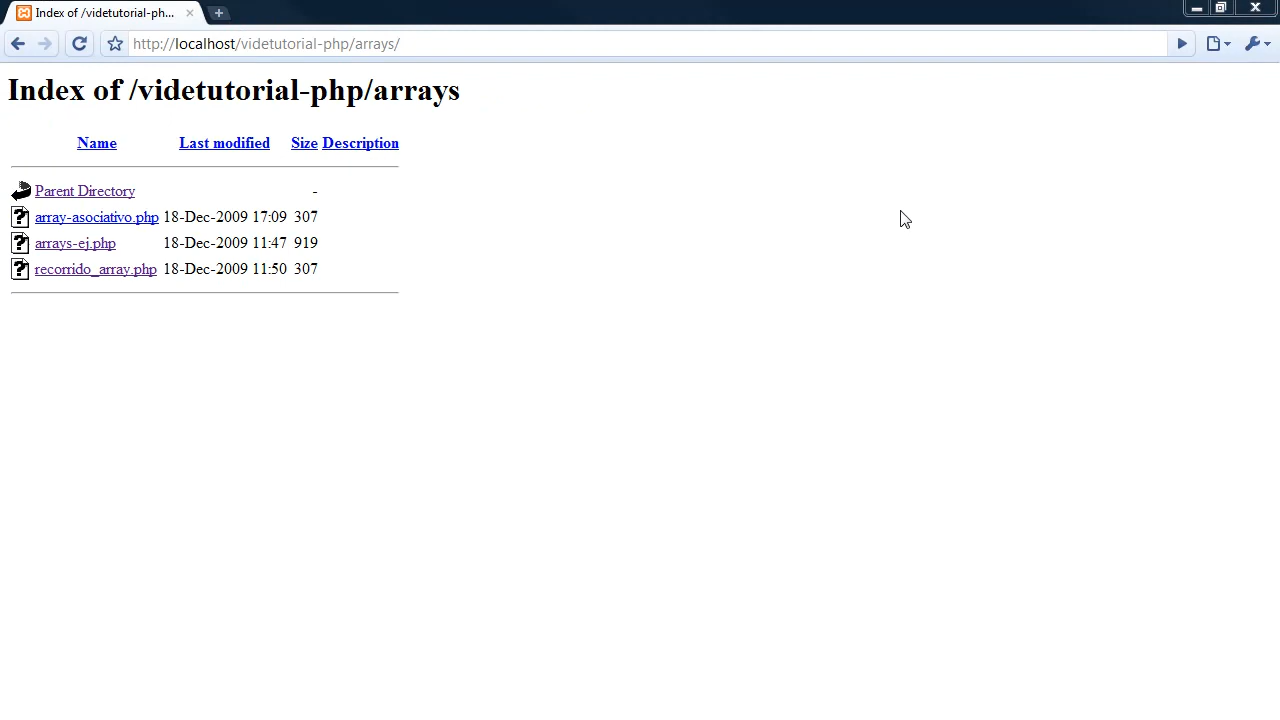 Index of /videtutorial-ph...
http://localhost/videtutorial-php/arrays/
Index of /videtutorial-php/arrays
Name Last modified Size Description
Parent Directory -
array-asociativo.php 18-Dec-2009 17:09 307
arrays-ej.php 18-Dec-2009 11:47 919
recorrido_array.php 18-Dec-2009 11:50 307